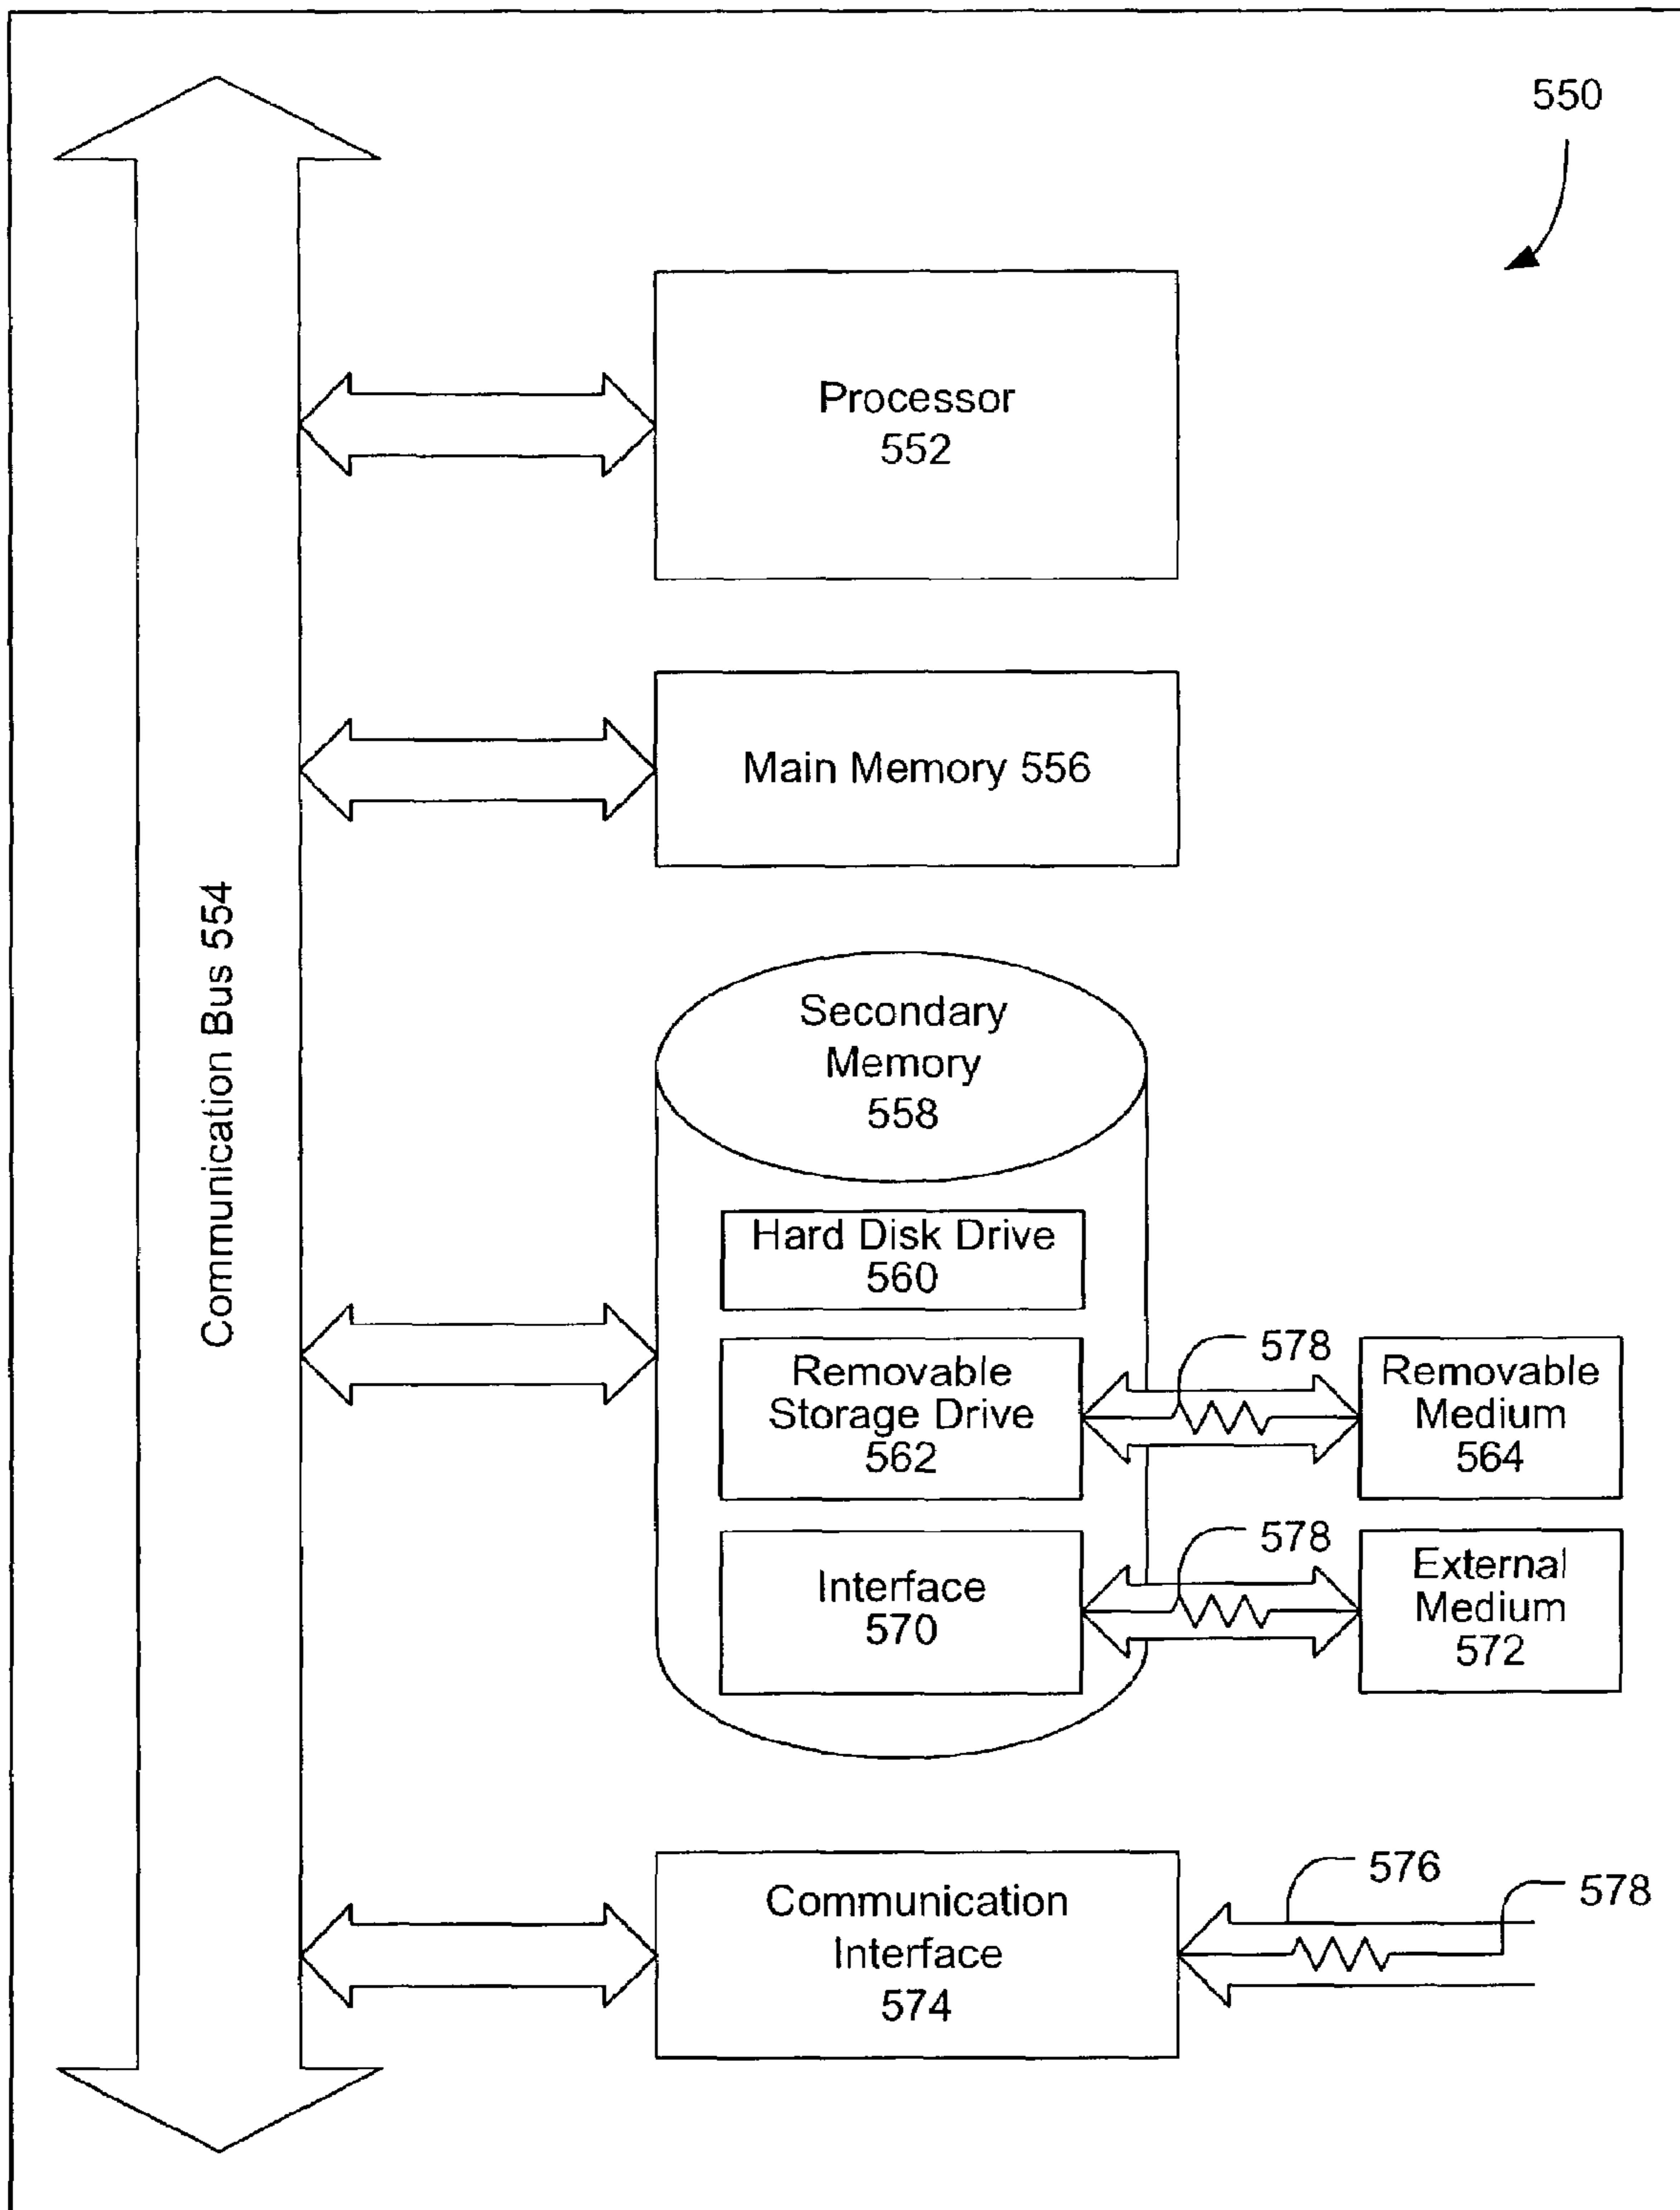 550
Processor
552
Main Memory 556
Communication Bus 554
Secondary
Memory
558
Hard Disk Drive
560
Removable
Storage Drive
562
578
Removable
Medium
564
Interface
570
578
External
Medium
572
Communication
Interface
574
576
578